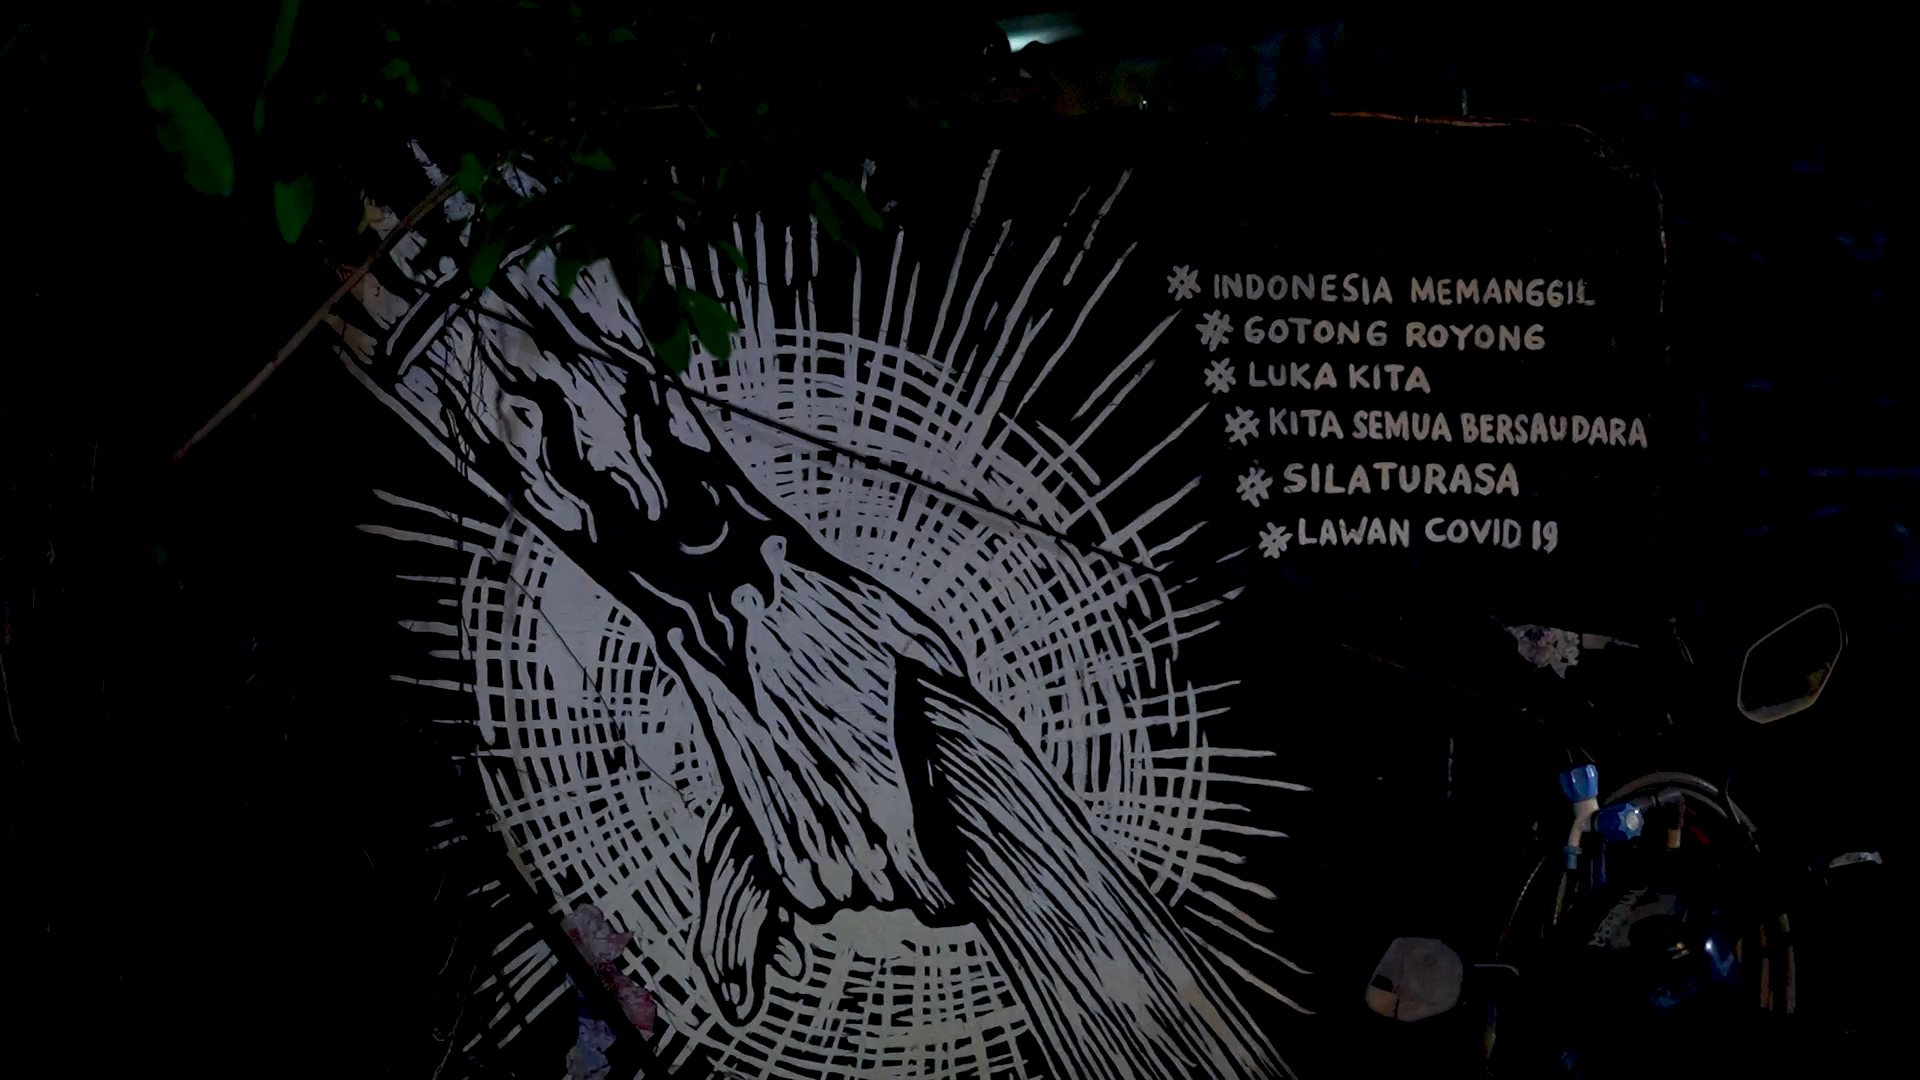 # INDONESIA MEMANGGIL
# GOTONG ROYONG
# LUKA KITA
# KITA SEMUA BERSAUDARA
# SILATURASA
# LAWAN COVID 19